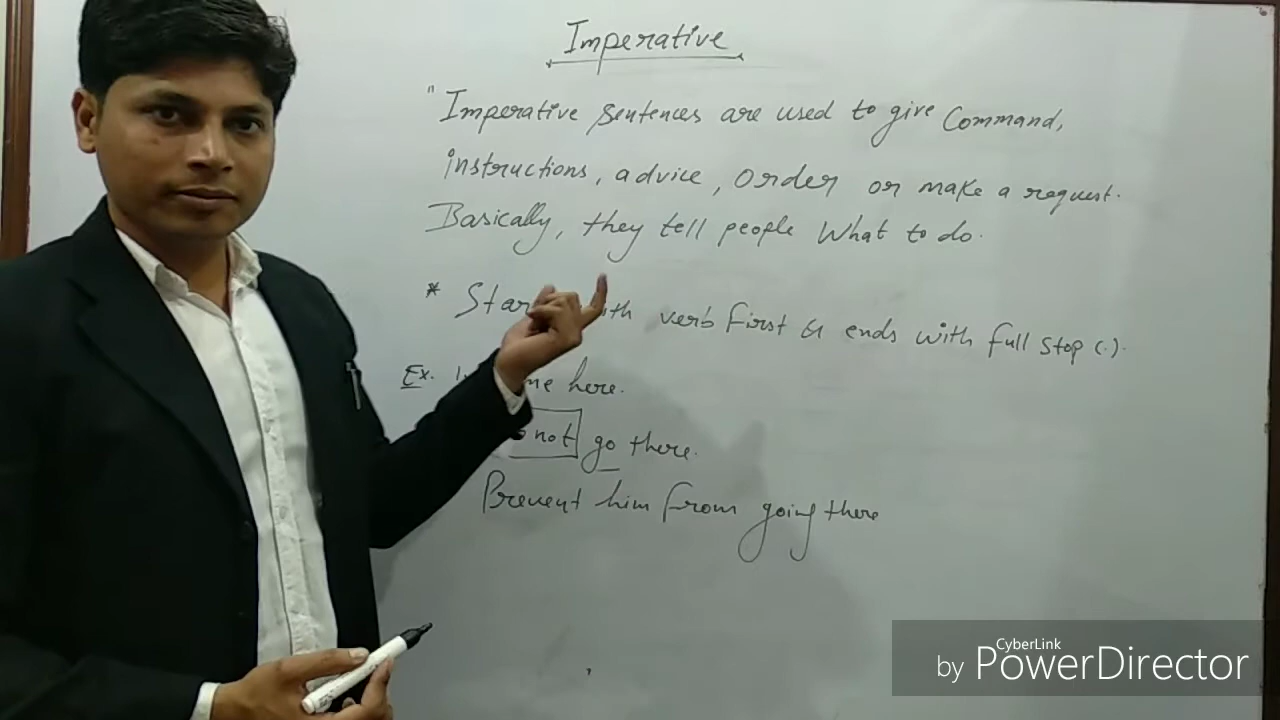 Imperative
"Imperative sentences are used to give Command,
instructions, advice, order or make a request.
Basically, they tell people What to do.
* Star ith verb first & ends with full stop (.).
Ex. 1. me here.
not go there.
Prevent him from going there
CyberLink
by PowerDirector